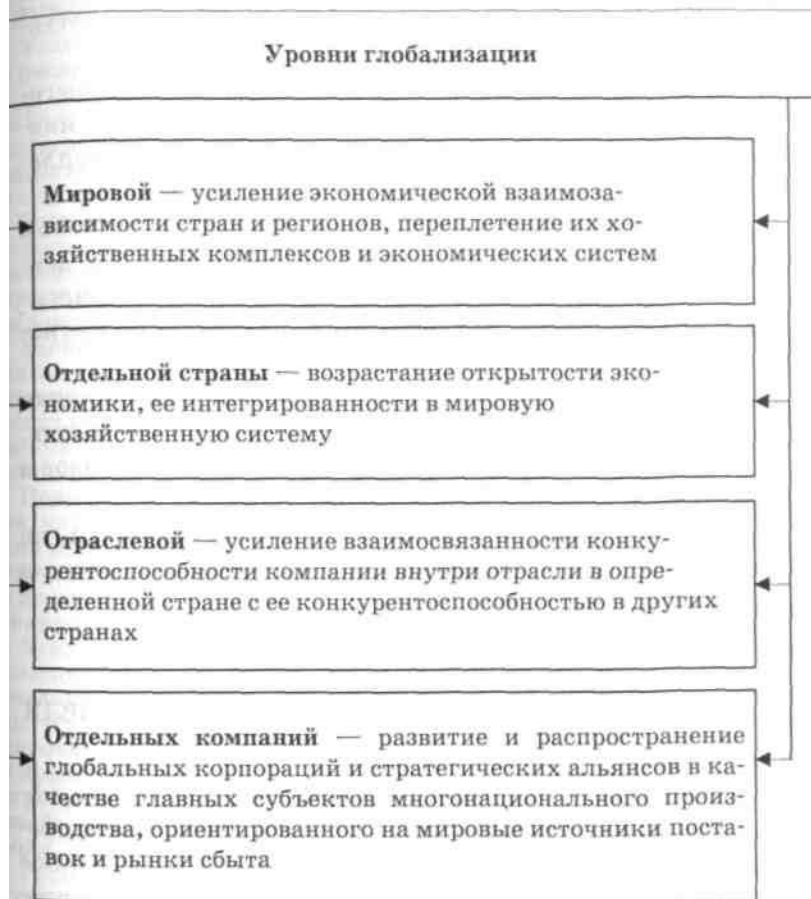 Уровни глобализации
Мировой — усиление экономической взаимоза-
висимости стран и регионов, переплетение их хо-
зяйственных комплексов и экономических систем
Отдельной страны — возрастание открытости эко-
номики, ее интегрированности в мировую
хозяйственную систему
Отраслевой — усиление взаимосвязанности конку-
рентоспособности компании внутри отрасли в опре-
деленной стране с ее конкурентоспособностью в других
странах
Отдельных компаний — развитие и распространение
глобальных корпораций и стратегических альянсов в ка-
честве главных субъектов многонационального произ-
водства, ориентированного на мировые источники поста-
вок и рынки сбыта